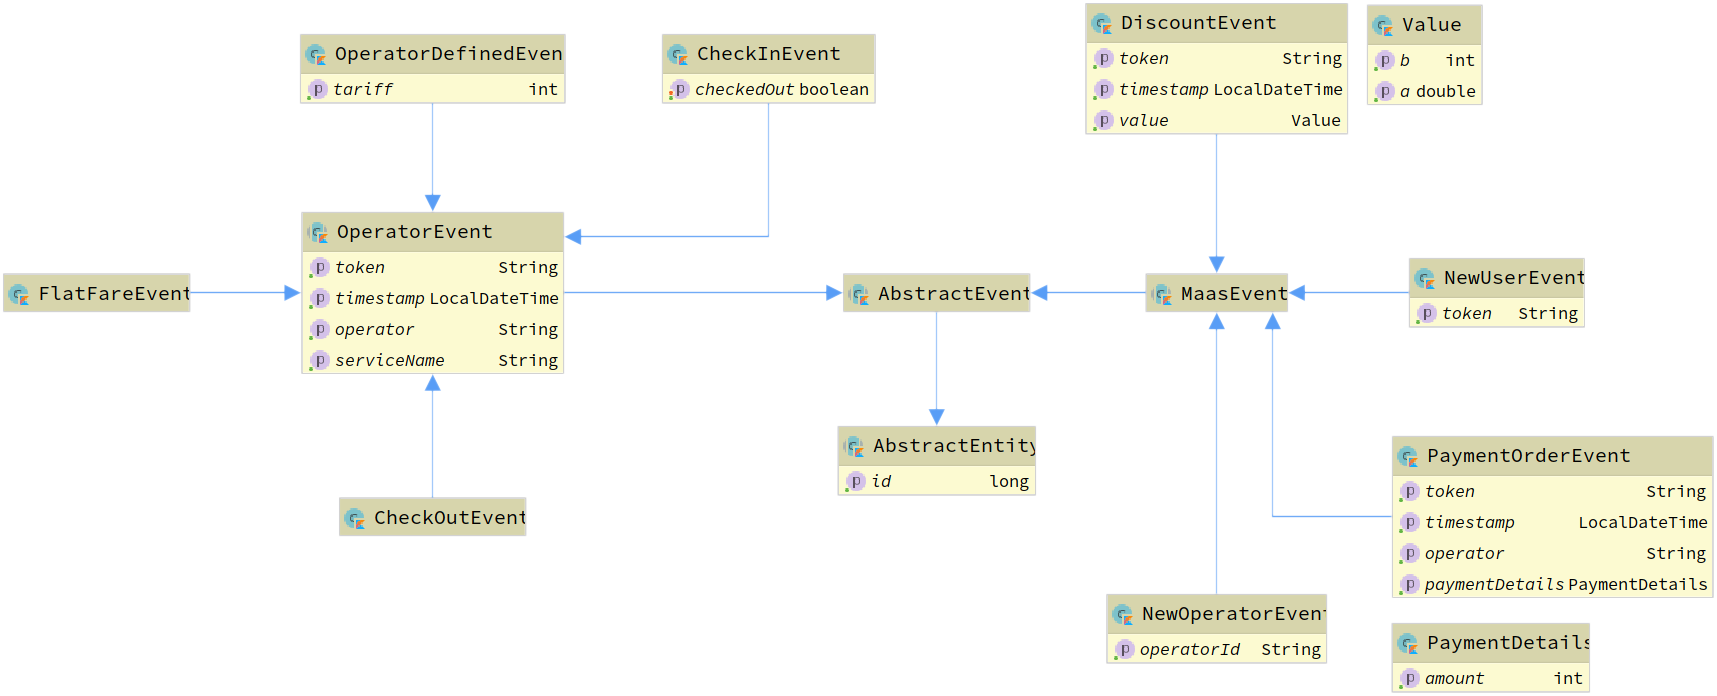 OperatorDefinedEven
tariff int
CheckInEvent
checkedOut boolean
DiscountEvent
token String
timestamp LocalDateTime
value Value
Value
b int
a double
FlatFareEvent
OperatorEvent
token String
timestamp LocalDateTime
operator String
serviceName String
AbstractEvent
MaasEvent
NewUserEvent
token String
AbstractEntity
id long
CheckOutEvent
PaymentOrderEvent
token String
timestamp LocalDateTime
operator String
paymentDetails PaymentDetails
NewOperatorEvent
operatorId String
PaymentDetails
amount int